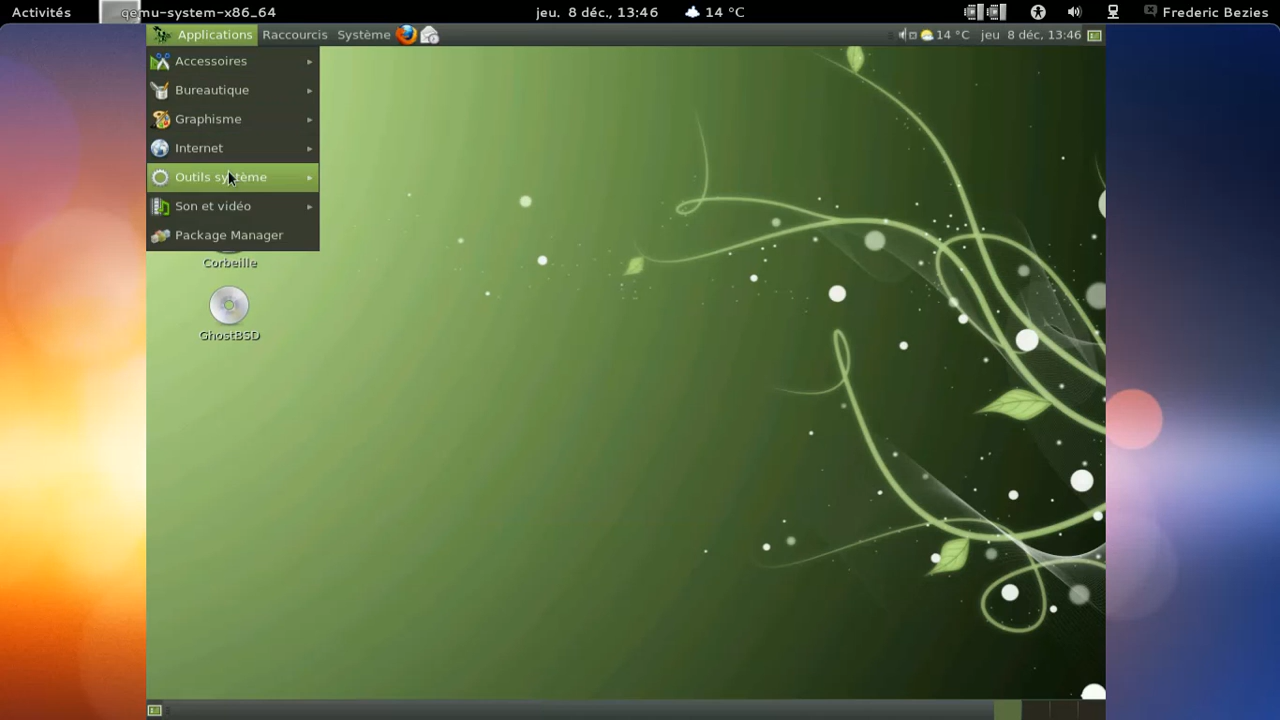 Activités qemu-system-x86_64 jeu. 8 déc, 13:46 14 °C Frederic Bezies
Applications Raccourcis Système 14 °C jeu 8 déc, 13:46
Accessoires
Bureautique
Graphisme
Internet
Outils système
Son et vidéo
Package Manager
Corbeille
GhostBSD